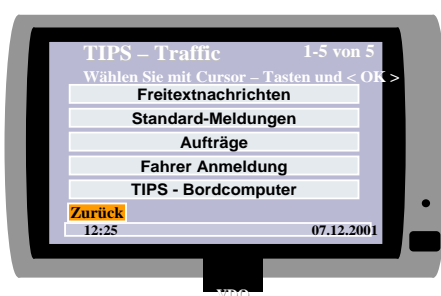 TIPS – Traffic 1-5 von 5
Wählen Sie mit Cursor – Tasten und < OK >
Freitextnachrichten
Standard-Meldungen
Aufträge
Fahrer Anmeldung
TIPS - Bordcomputer
Zurück
12:25 07.12.2001
VDO